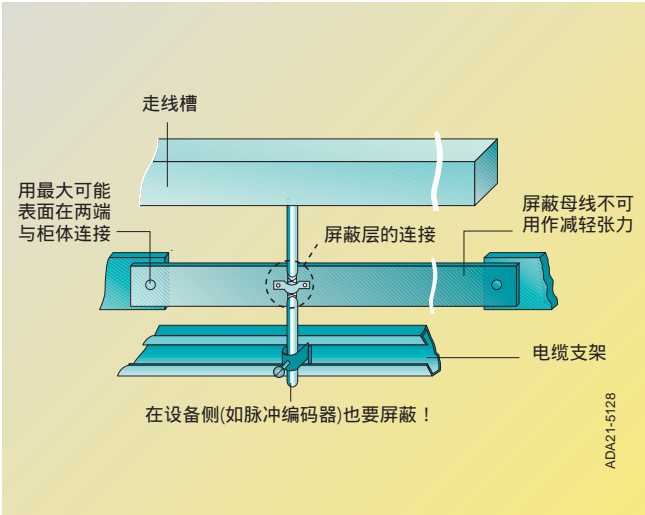 走线槽
用最大可能
表面在两端
与柜体连接
屏蔽母线不可
用作减轻张力
屏蔽层的连接
电缆支架
在设备侧(如脉冲编码器)也要屏蔽！
ADA21-5128